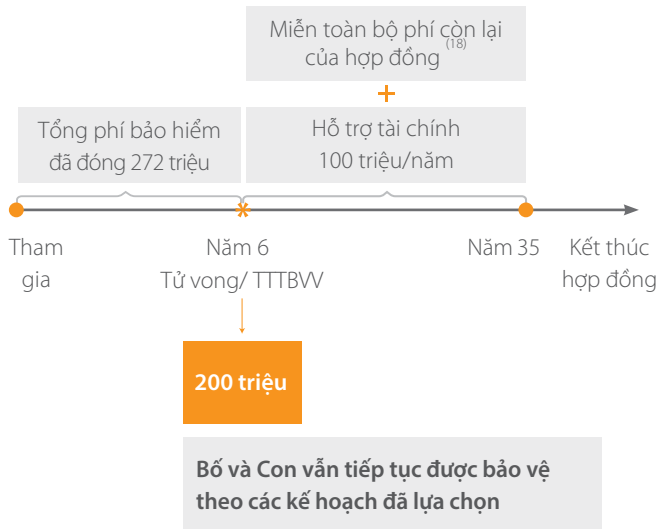 Miễn toàn bộ phí còn lại
của hợp đồng (18)
+
Tổng phí bảo hiểm
đã đóng 272 triệu
Hỗ trợ tài chính
100 triệu/năm
Tham
gia
Năm 6
Tử vong/ TTTBVV
Năm 35
Kết thúc
hợp đồng
200 triệu
Bố và Con vẫn tiếp tục được bảo vệ
theo các kế hoạch đã lựa chọn